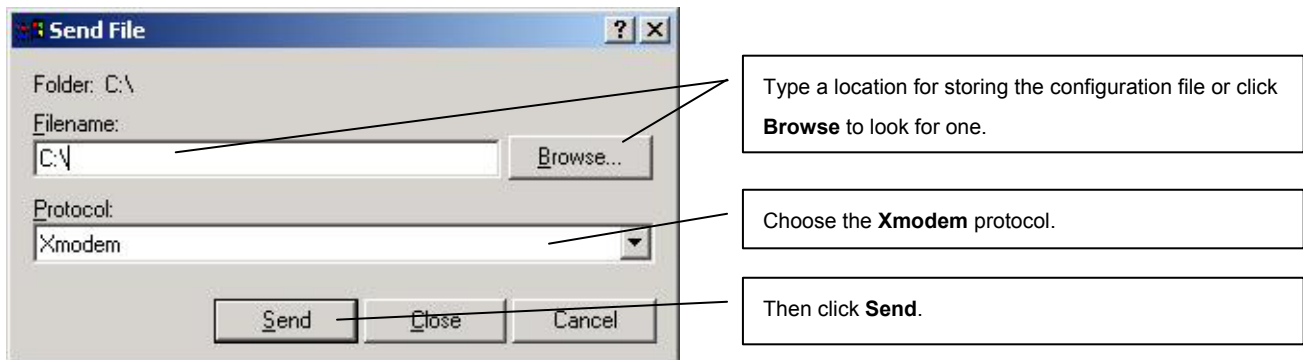 Send File
Folder: C:\
Filename:
C:\
Browse...
Protocol:
Xmodem
Send
Close
Cancel
Type a location for storing the configuration file or click
Browse to look for one.
Choose the Xmodem protocol.
Then click Send.